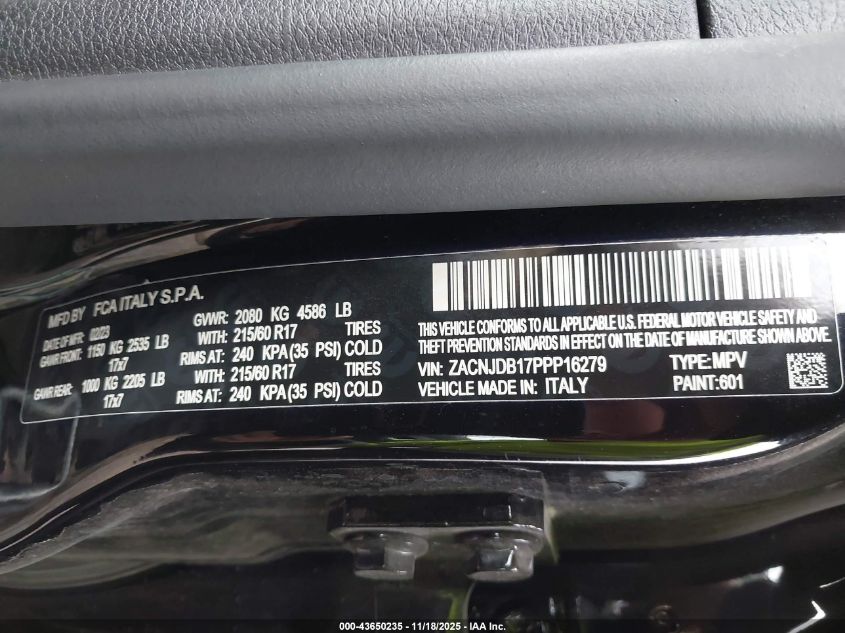 MFD BY FCA ITALY S.P.A.
DATE OF MFR 02/23 GVWR: 2080 KG 4586 LB
GAWR FRONT: 1150 KG 2535 LB WITH: 215/60 R17 TIRES
17x7 RIMS AT: 240 KPA(35 PSI) COLD
GAWR REAR: 1000 KG 2205 LB WITH: 215/60 R17 TIRES
17x7 RIMS AT: 240 KPA(35 PSI) COLD
THIS VEHICLE CONFORMS TO ALL APPLICABLE U.S. FEDERAL MOTOR VEHICLE SAFETY AND
THEFT PREVENTION STANDARDS IN EFFECT ON THE DATE OF MANUFACTURE SHOWN ABOVE.
VIN: ZACNJDB17PPP16279 TYPE:MPV
VEHICLE MADE IN: ITALY PAINT:601
000-43650235 - 11/18/2025 - IAA Inc.